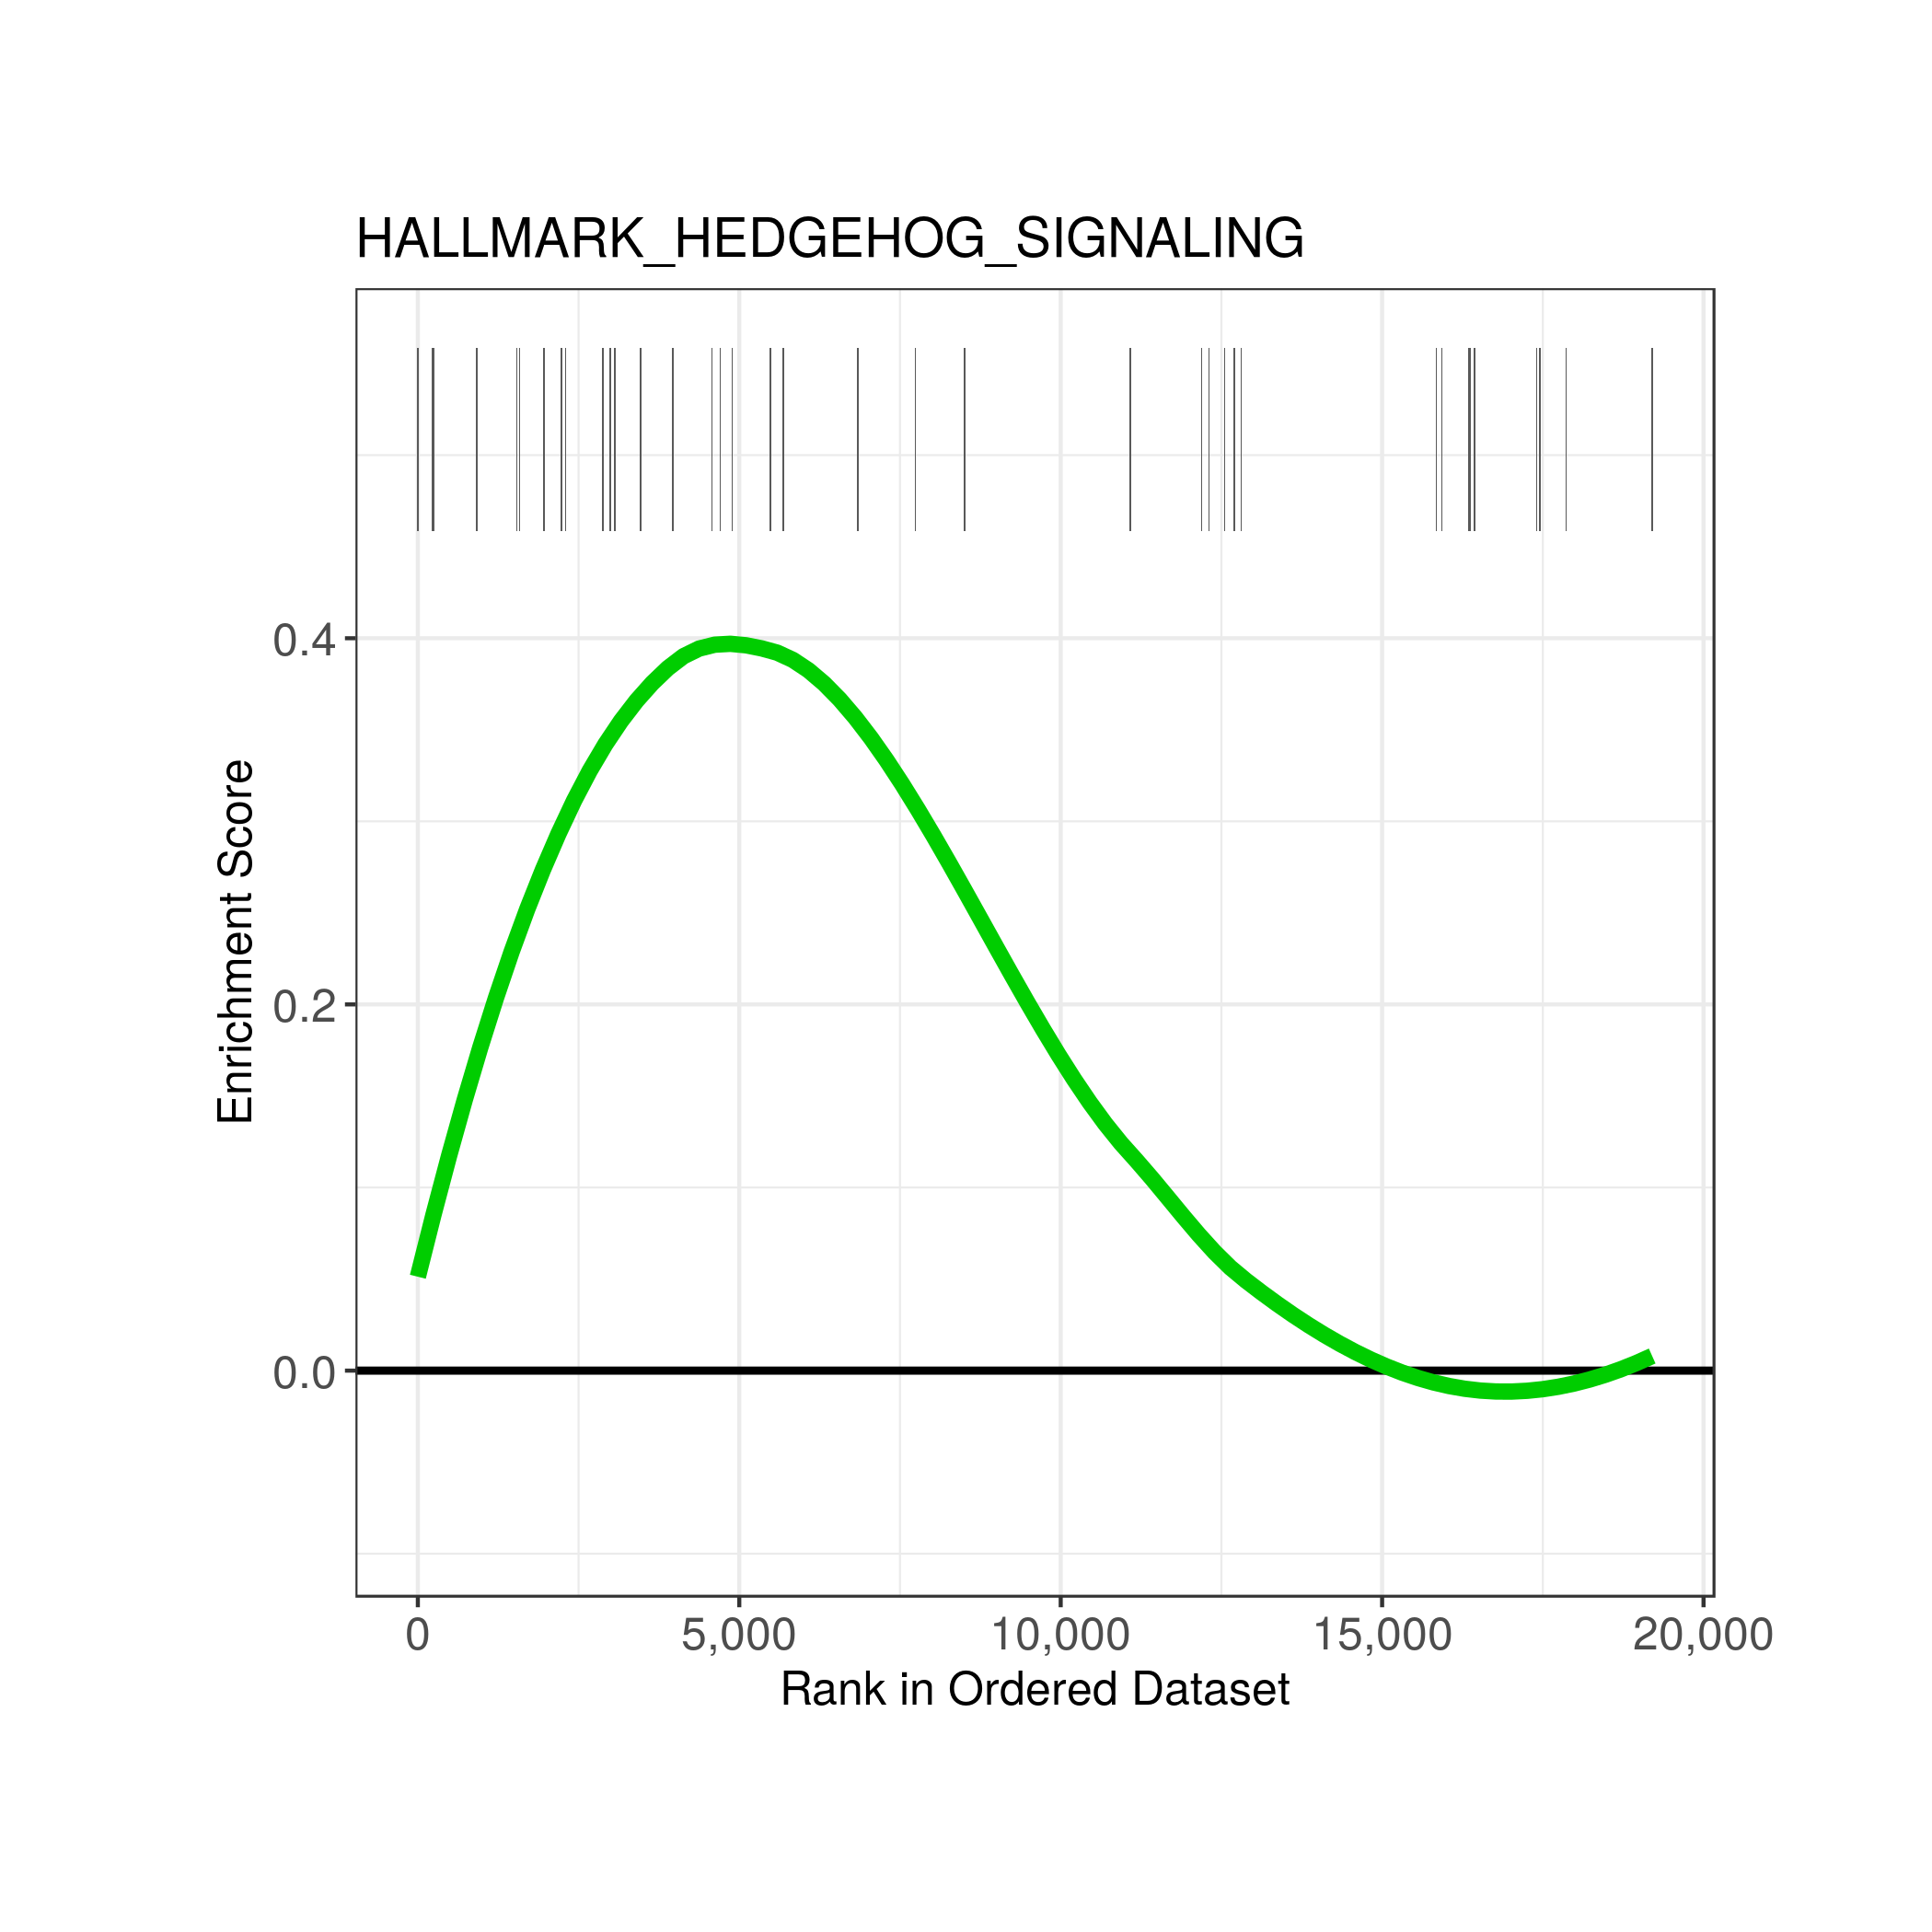 HALLMARK_HEDGEHOG_SIGNALING
0.4
0.2
0.0
Enrichment Score
0 5,000 10,000 15,000 20,000
Rank in Ordered Dataset